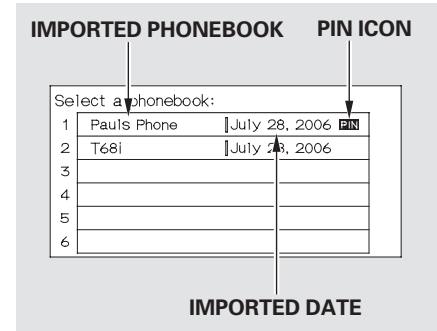 IMPORTED PHONEBOOK PIN ICON
Select a phonebook:
1 Pauls Phone July 28, 2006 PIN
2 T68i July 28, 2006
3
4
5
6
IMPORTED DATE